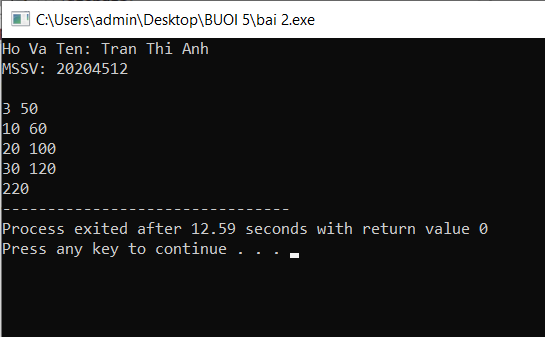 C:\Users\admin\Desktop\BUOI 5\bai 2.exe
Ho Va Ten: Tran Thi Anh
MSSV: 20204512
3 50
10 60
20 100
30 120
220
--------------------------------
Process exited after 12.59 seconds with return value 0
Press any key to continue . . .